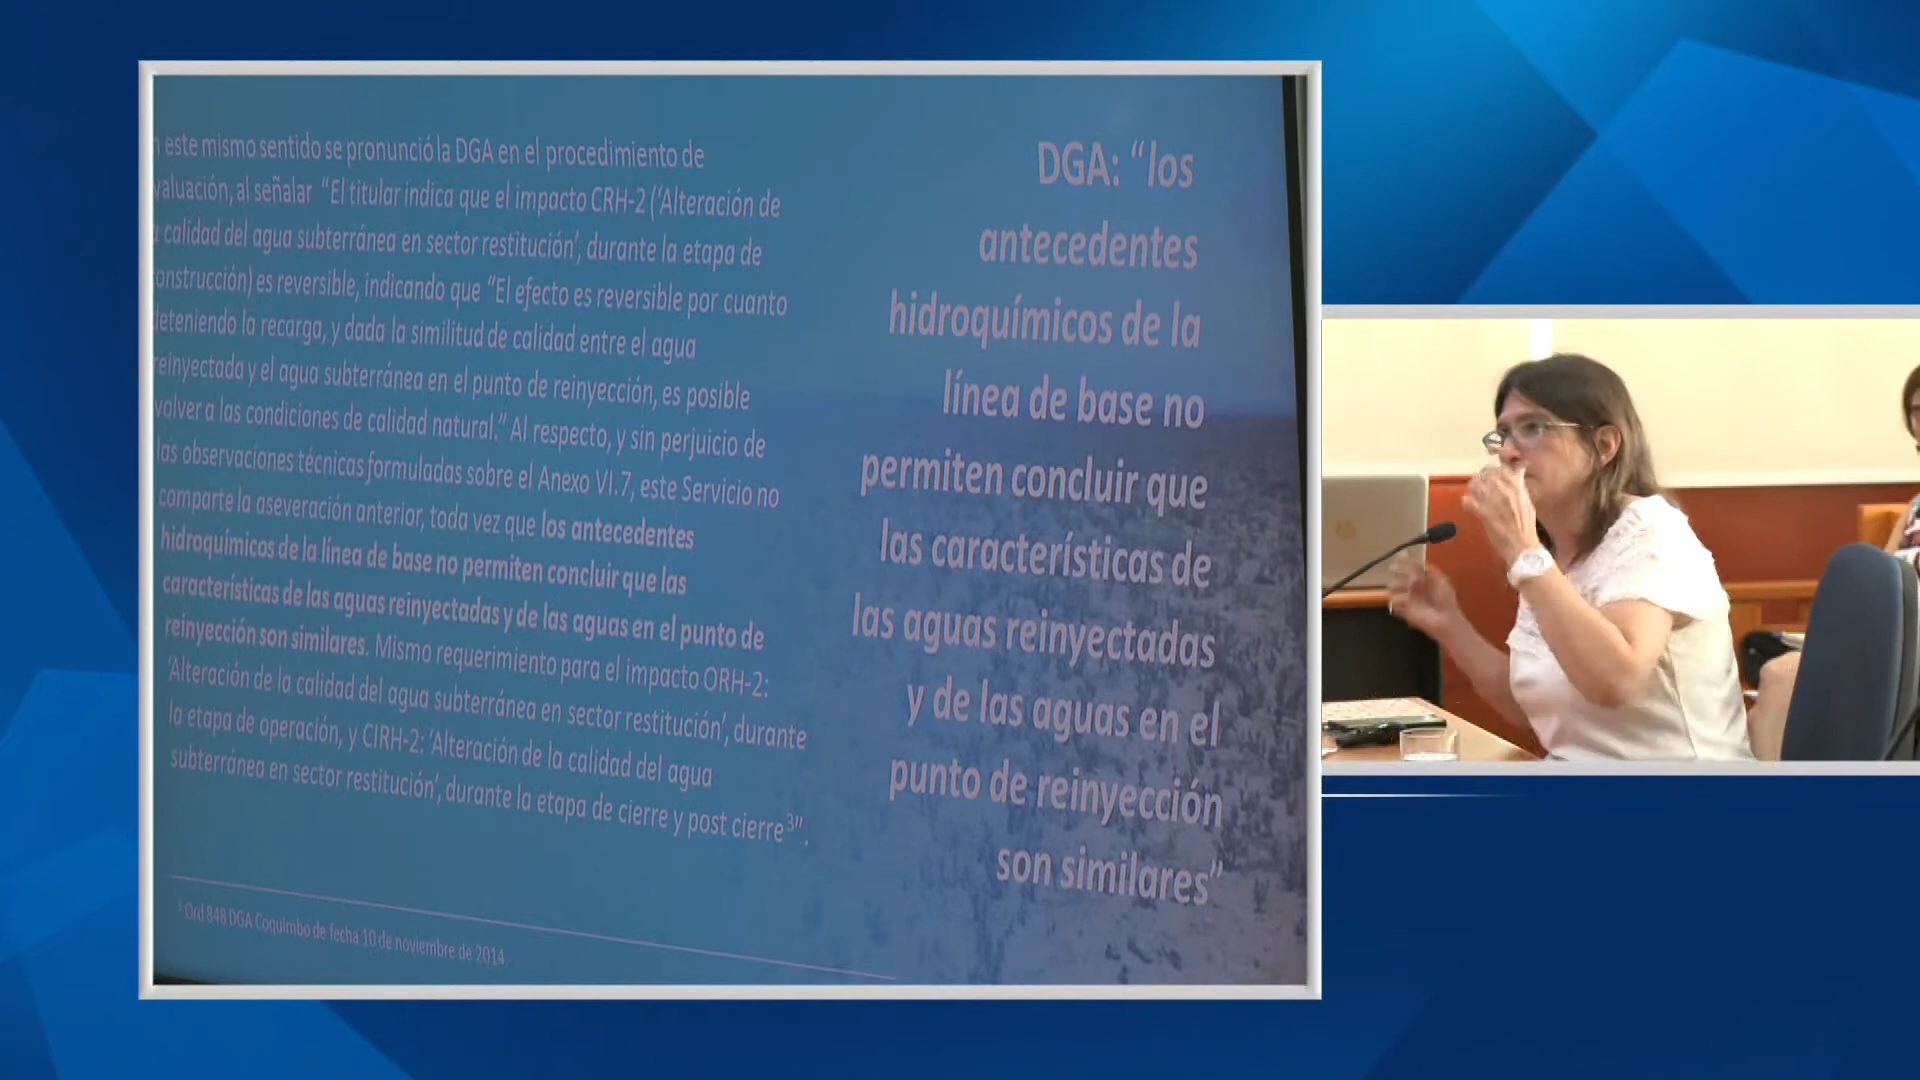 este mismo sentido se pronunció la DGA en el procedimiento de
valuación, al señalar “El titular indica que el impacto CRH-2 (‘Alteración de
calidad del agua subterránea en sector restitución’, durante la etapa de
onstrucción) es reversible, indicando que “El efecto es reversible por cuanto
deteniendo la recarga, y dada la similitud de calidad entre el agua
reinyectada y el agua subterránea en el punto de reinyección, es posible
volver a las condiciones de calidad natural.” Al respecto, y sin perjuicio de
las observaciones técnicas formuladas sobre el Anexo VI.7, este Servicio no
comparte la aseveración anterior, toda vez que los antecedentes
hidroquímicos de la línea de base no permiten concluir que las
características de las aguas reinyectadas y de las aguas en el punto de
reinyección son similares. Mismo requerimiento para el impacto ORH-2:
‘Alteración de la calidad del agua subterránea en sector restitución’, durante
la etapa de operación, y CIRH-2: ‘Alteración de la calidad del agua
subterránea en sector restitución’, durante la etapa de cierre y post cierre³”.
³ Ord 848 DGA Coquimbo de fecha 10 de noviembre de 2014.
DGA: “los
antecedentes
hidroquímicos de la
línea de base no
permiten concluir que
las características de
las aguas reinyectadas
y de las aguas en el
punto de reinyección
son similares”